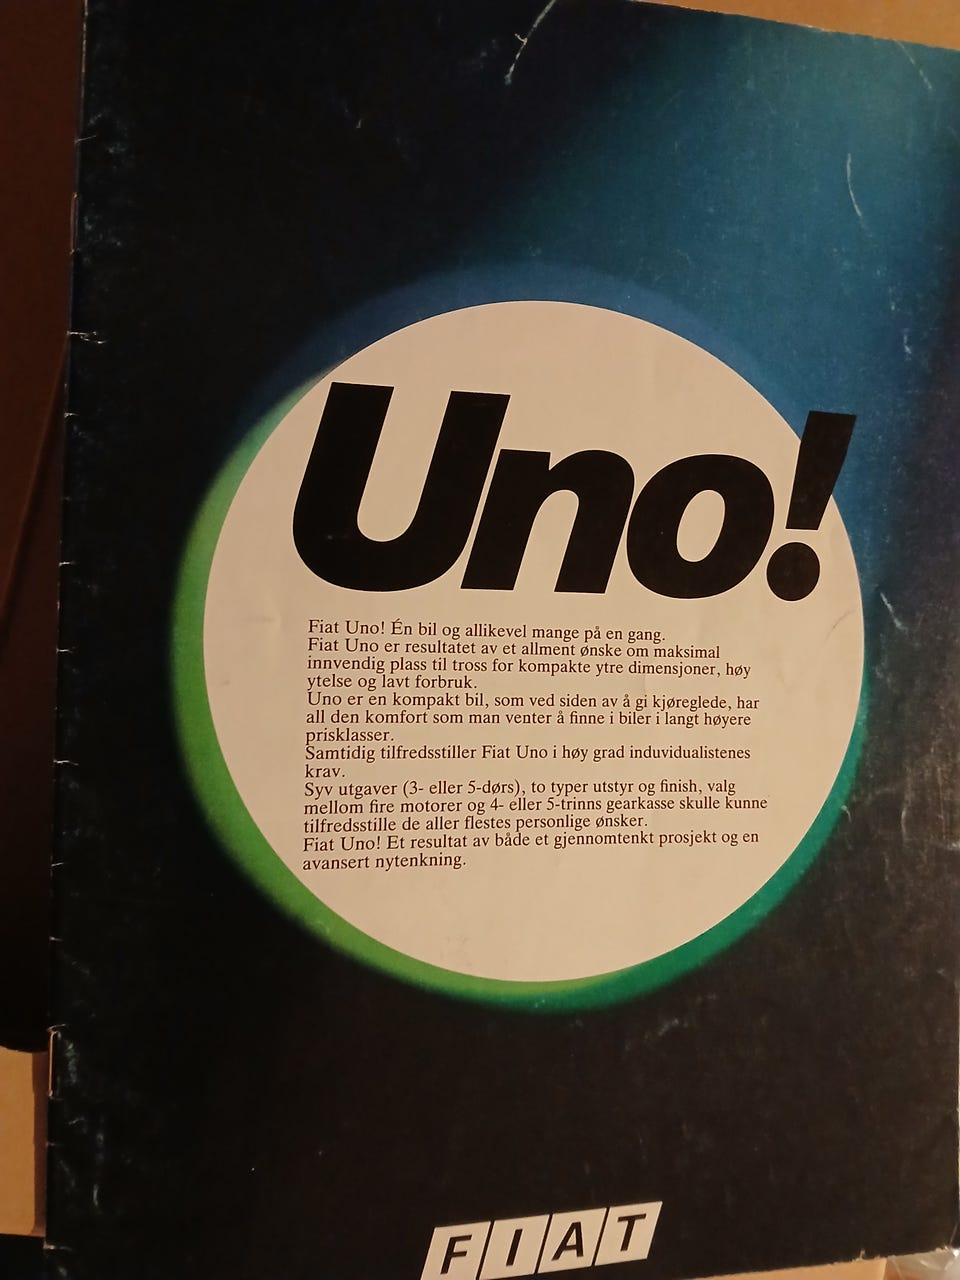 Uno!
Fiat Uno! Én bil og allikevel mange på en gang.
Fiat Uno er resultatet av et allment ønske om maksimal
innvendig plass til tross for kompakte ytre dimensjoner, høy
ytelse og lavt forbruk.
Uno er en kompakt bil, som ved siden av å gi kjøreglede, har
all den komfort som man venter å finne i biler i langt høyere
prisklasser.
Samtidig tilfredsstiller Fiat Uno i høy grad induvidualistenes
krav.
Syv utgaver (3- eller 5-dørs), to typer utstyr og finish, valg
mellom fire motorer og 4- eller 5-trinns gearkasse skulle kunne
tilfredsstille de aller flestes personlige ønsker.
Fiat Uno! Et resultat av både et gjennomtenkt prosjekt og en
avansert nytenkning.
FIAT